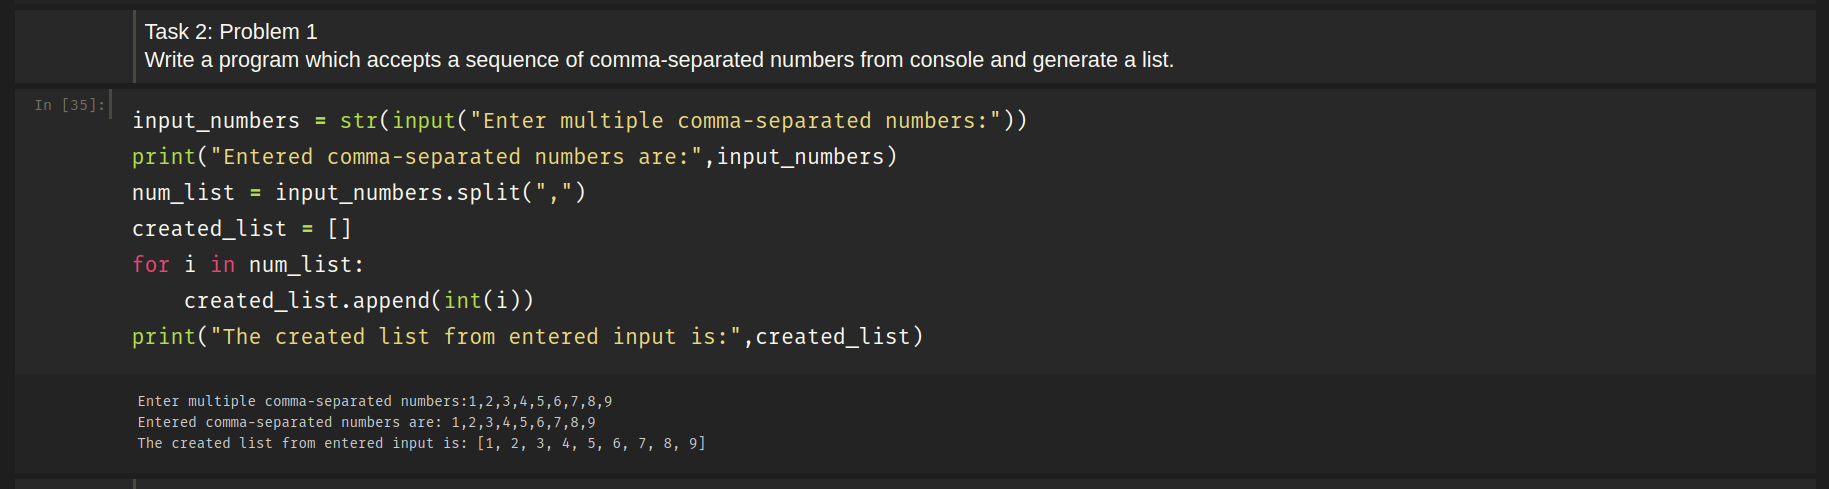 Task 2: Problem 1
Write a program which accepts a sequence of comma-separated numbers from console and generate a list.
In [35]:
input_numbers = str(input("Enter multiple comma-separated numbers:"))
print("Entered comma-separated numbers are:",input_numbers)
num_list = input_numbers.split(",")
created_list = []
for i in num_list:
    created_list.append(int(i))
print("The created list from entered input is:",created_list)
Enter multiple comma-separated numbers:1,2,3,4,5,6,7,8,9
Entered comma-separated numbers are: 1,2,3,4,5,6,7,8,9
The created list from entered input is: [1, 2, 3, 4, 5, 6, 7, 8, 9]